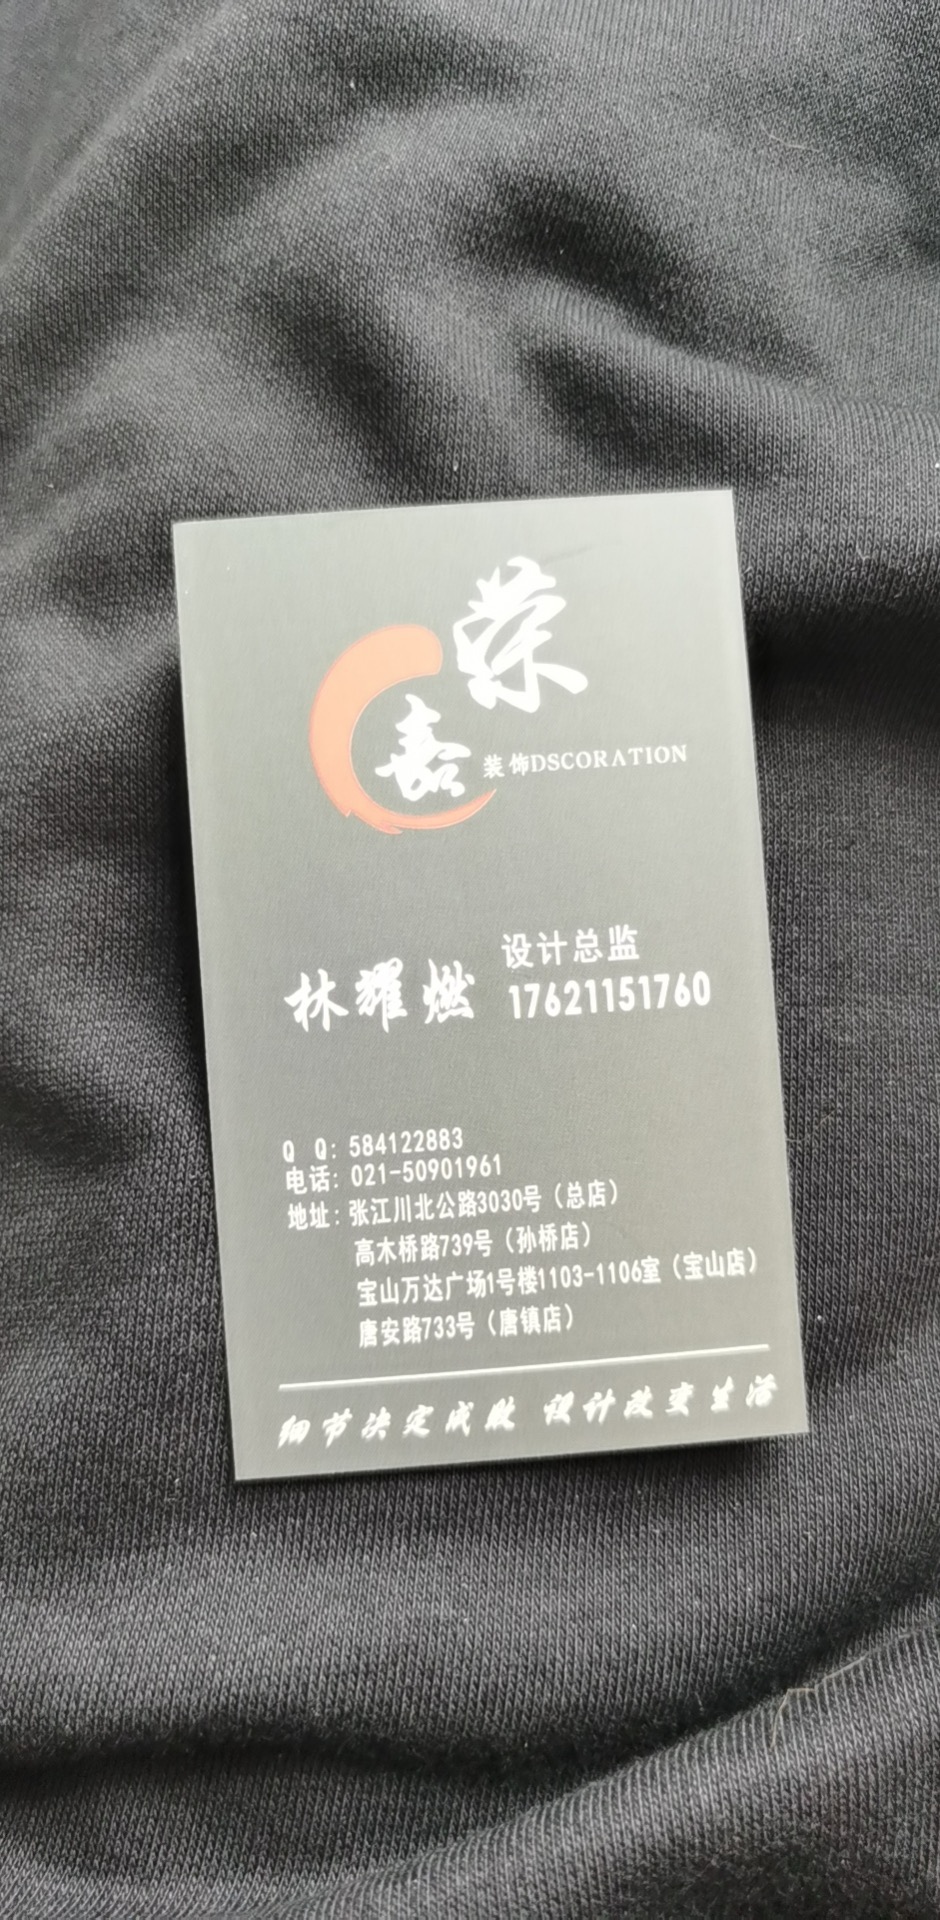 荣
嘉 装饰DSCORATION
设计总监
林耀燃 17621151760
Q Q: 584122883
电话: 021-50901961
地址: 张江川北公路3030号（总店）
高木桥路739号（孙桥店）
宝山万达广场1号楼1103-1106室（宝山店）
唐安路733号（唐镇店）
细节决定成败 设计改变生活